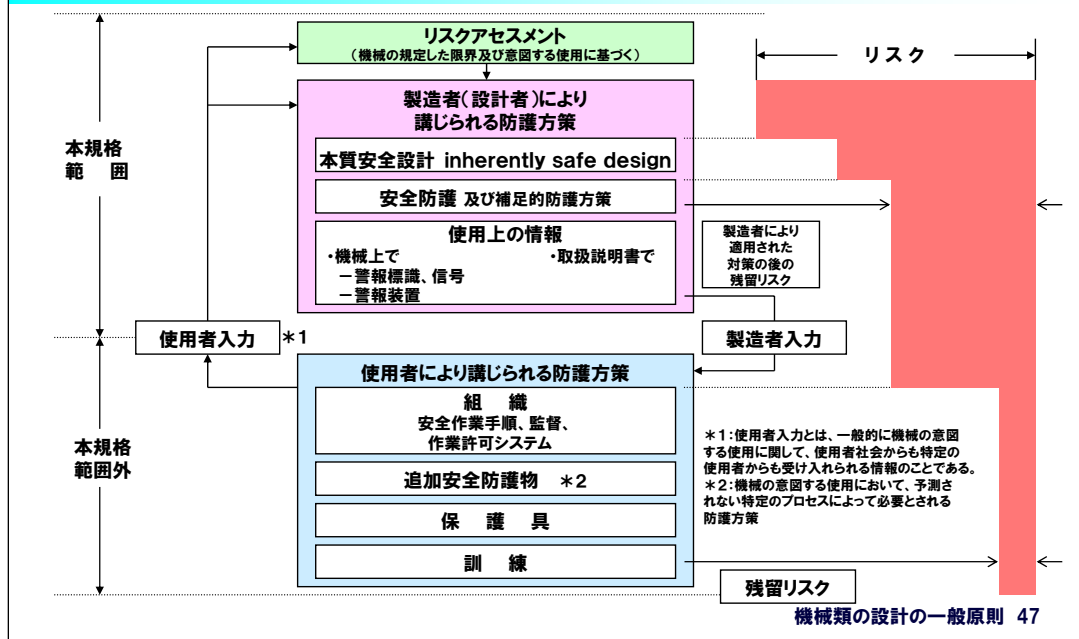 リスクアセスメント
（機械の規定した限界及び意図する使用に基づく）
リスク
製造者（設計者）により
講じられる防護方策
本規格
範　囲
本質安全設計 inherently safe design
安全防護 及び補足的防護方策
使用上の情報
・機械上で　　・取扱説明書で
－警報標識、信号
－警報装置
製造者により
適用された
対策の後の
残留リスク
使用者入力 ＊1
製造者入力
使用者により講じられる防護方策
組　織
安全作業手順、監督、
作業許可システム
本規格
範囲外
追加安全防護物　＊2
保　護　具
訓　練
＊1：使用者入力とは、一般的に機械の意図
する使用に関して、使用者社会からも特定の
使用者からも受け入れられる情報のことである。
＊2：機械の意図する使用において、予測さ
れない特定のプロセスによって必要とされる
防護方策
残留リスク
機械類の設計の一般原則 47